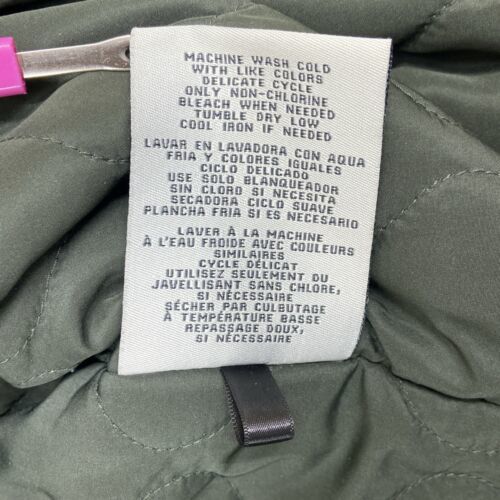 MACHINE WASH COLD
WITH LIKE COLORS
DELICATE CYCLE
ONLY NON-CHLORINE
BLEACH WHEN NEEDED
TUMBLE DRY LOW
COOL IRON IF NEEDED
LAVAR EN LAVADORA CON AQUA
FRIA Y COLORES IGUALES
CICLO DELICADO
USE SOLO BLANQUEADOR
SIN CLORO SI NECESITA
SECADORA CICLO SUAVE
PLANCHA FRIA SI ES NECESARIO
LAVER À LA MACHINE
À L'EAU FROIDE AVEC COULEURS
SIMILAIRES
CYCLE DÉLICAT
UTILISEZ SEULEMENT DU
JAVELLISANT SANS CHLORE,
SI NÉCESSAIRE
SÉCHER PAR CULBUTAGE
À TEMPÉRATURE BASSE
REPASSAGE DOUX,
SI NÉCESSAIRE